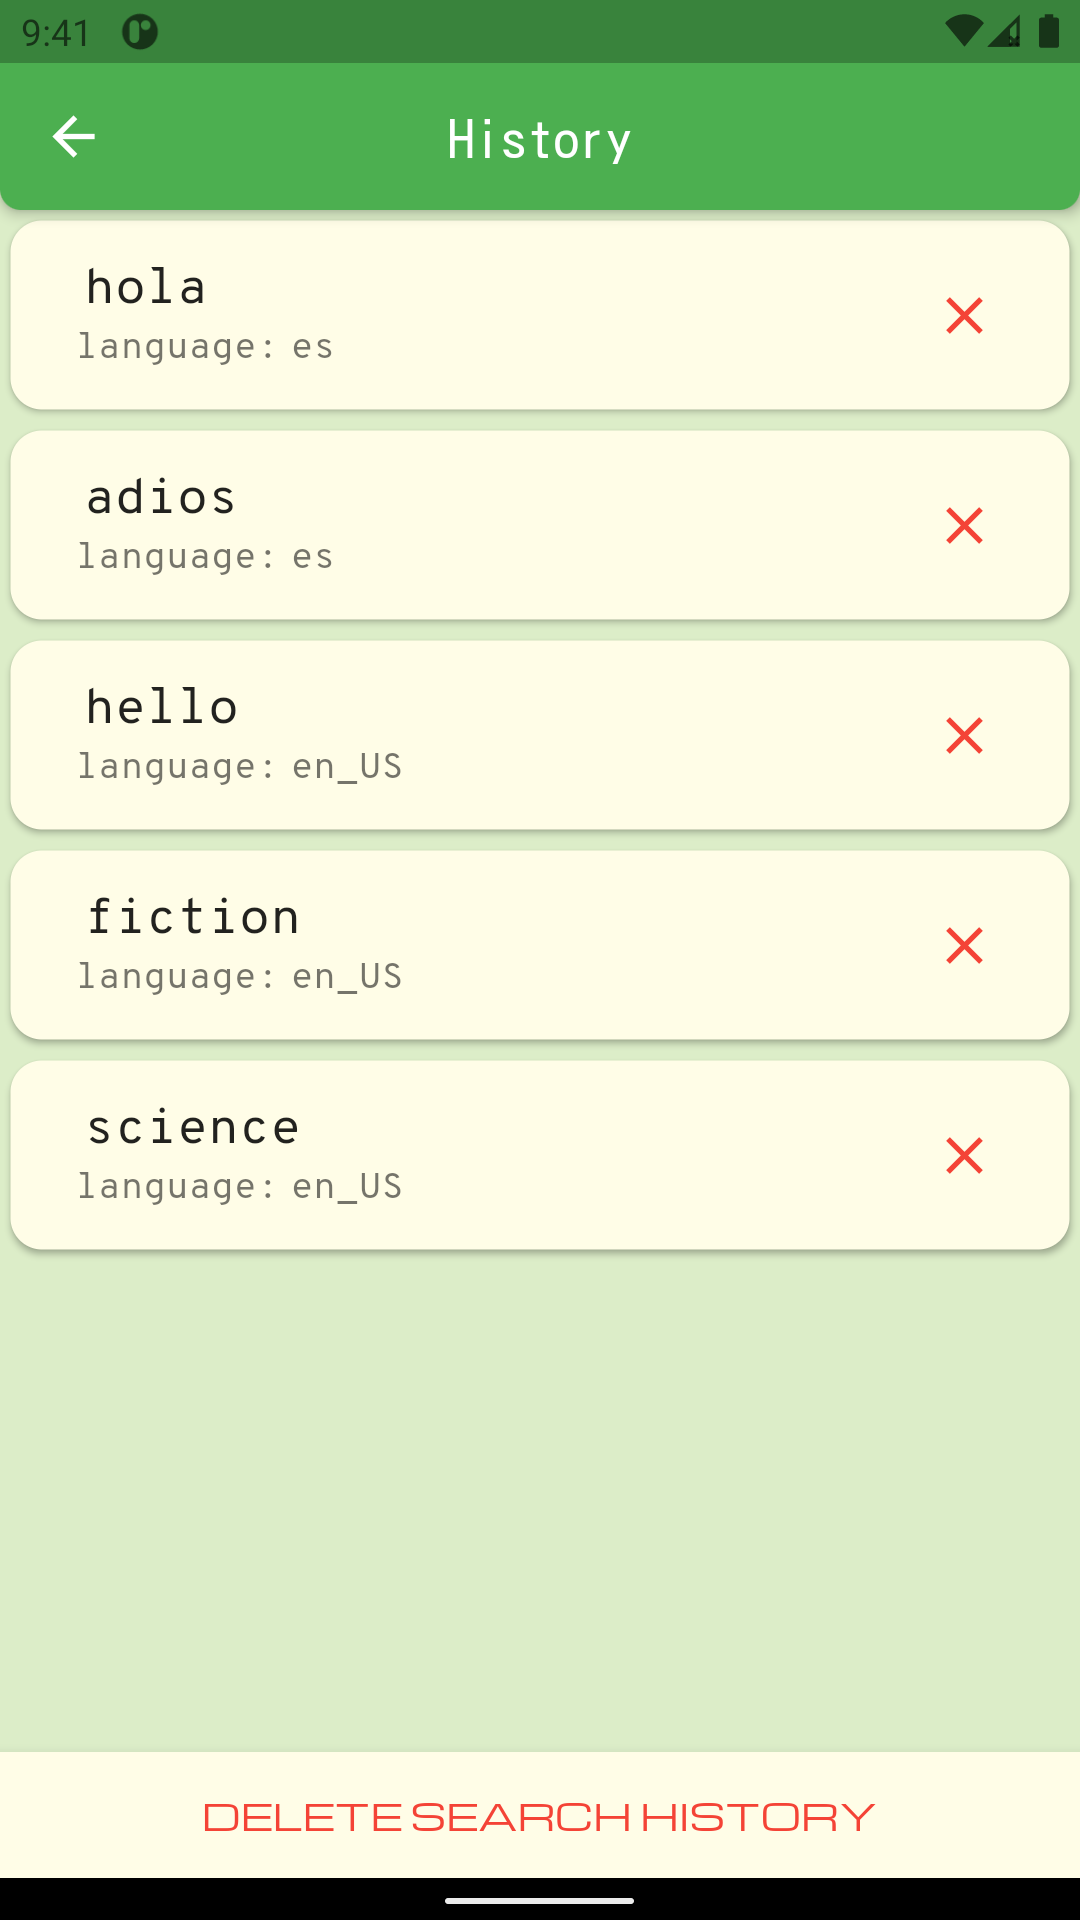 9:41
History
hola
language: es
adios
language: es
hello
language: en_US
fiction
language: en_US
science
language: en_US
DELETE SEARCH HISTORY